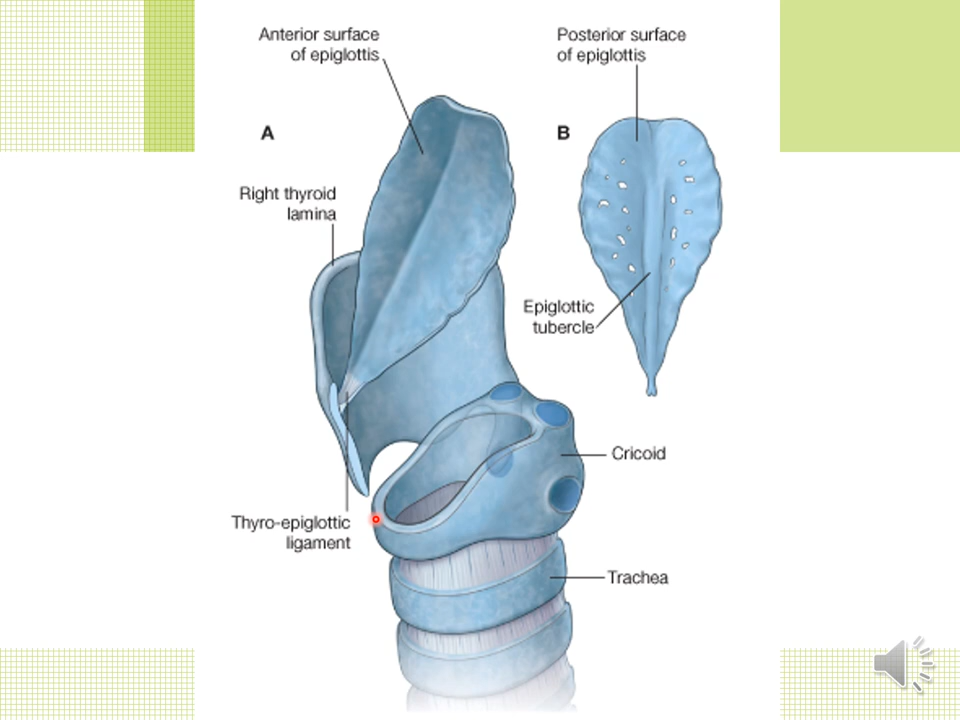 Anterior surface
of epiglottis
Posterior surface
of epiglottis
A
B
Right thyroid
lamina
Epiglottic
tubercle
Cricoid
Thyro-epiglottic
ligament
Trachea